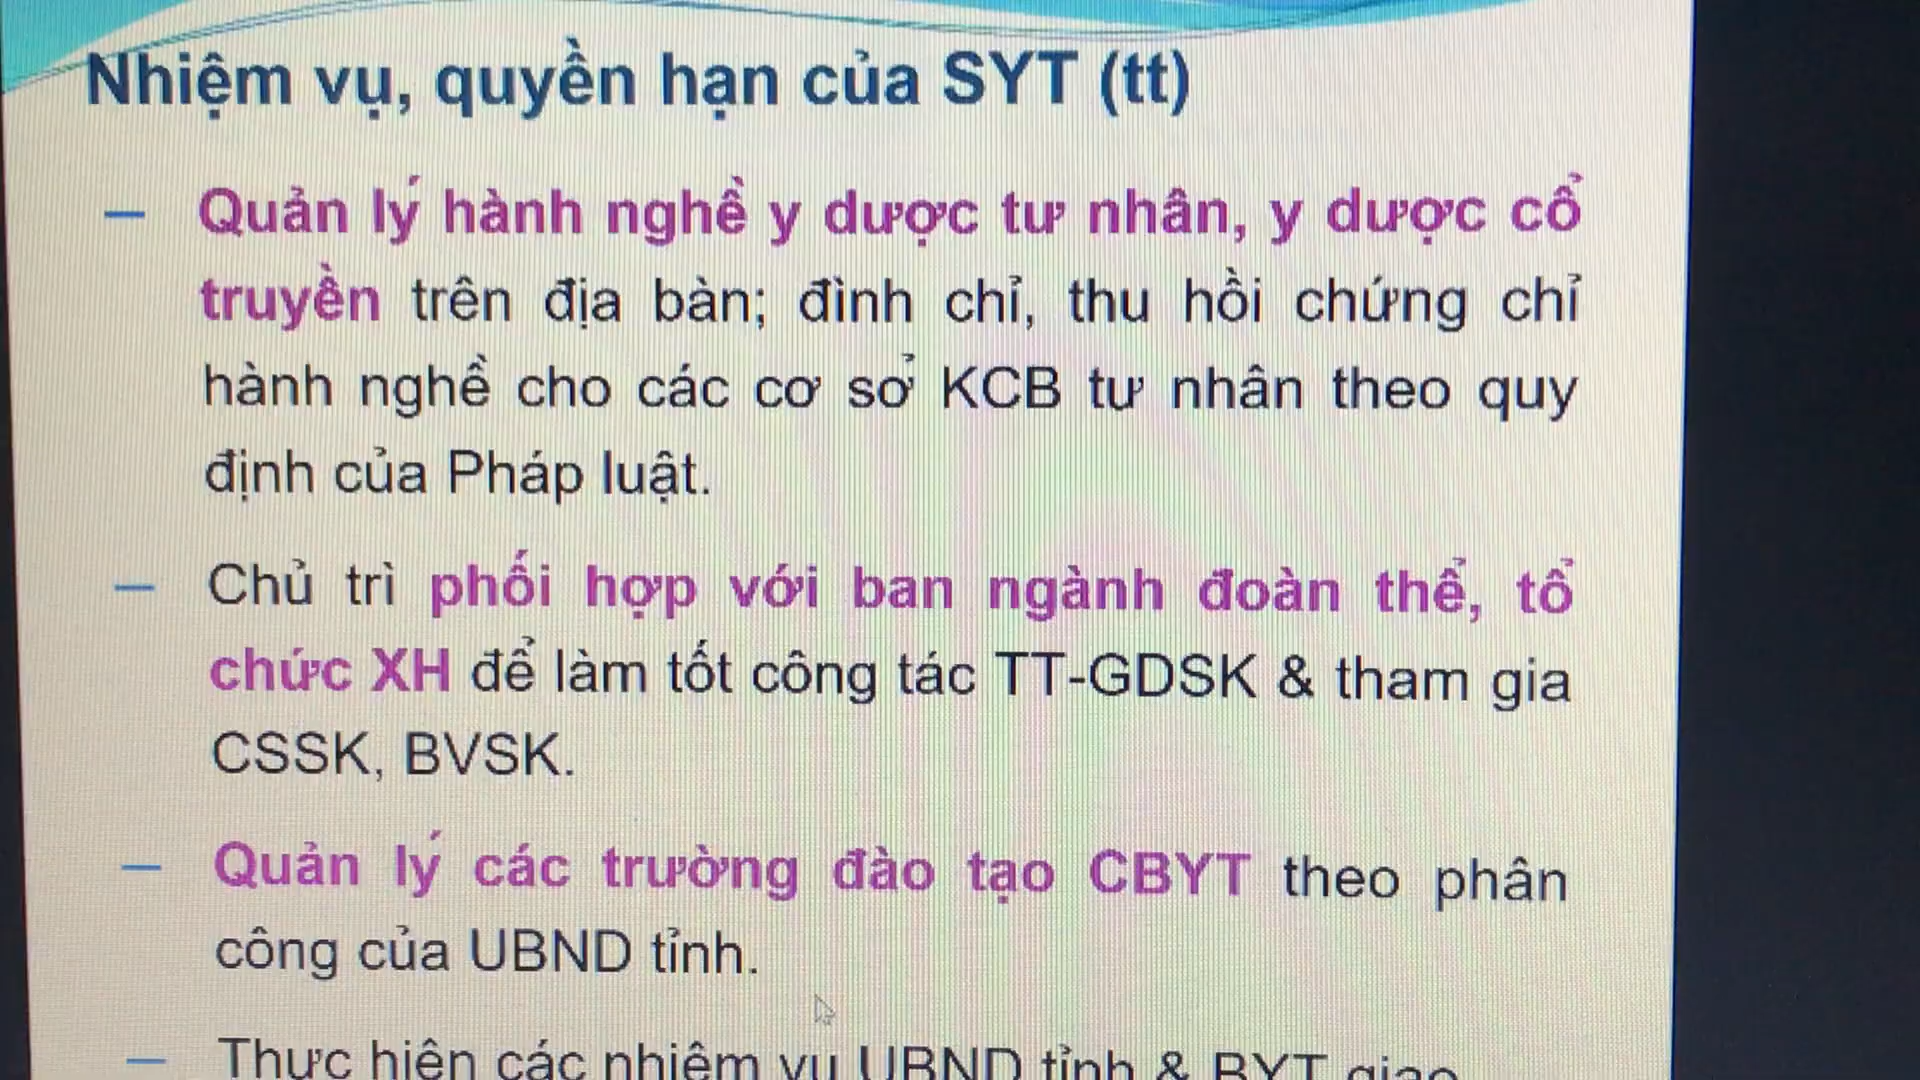 Nhiệm vụ, quyền hạn của SYT (tt)
– Quản lý hành nghề y dược tư nhân, y dược cổ
truyền trên địa bàn; đình chỉ, thu hồi chứng chỉ
hành nghề cho các cơ sở KCB tư nhân theo quy
định của Pháp luật.
– Chủ trì phối hợp với ban ngành đoàn thể, tổ
chức XH để làm tốt công tác TT-GDSK & tham gia
CSSK, BVSK.
– Quản lý các trường đào tạo CBYT theo phân
công của UBND tỉnh.
– Thực hiện các nhiệm vụ UBND tỉnh & BYT giao